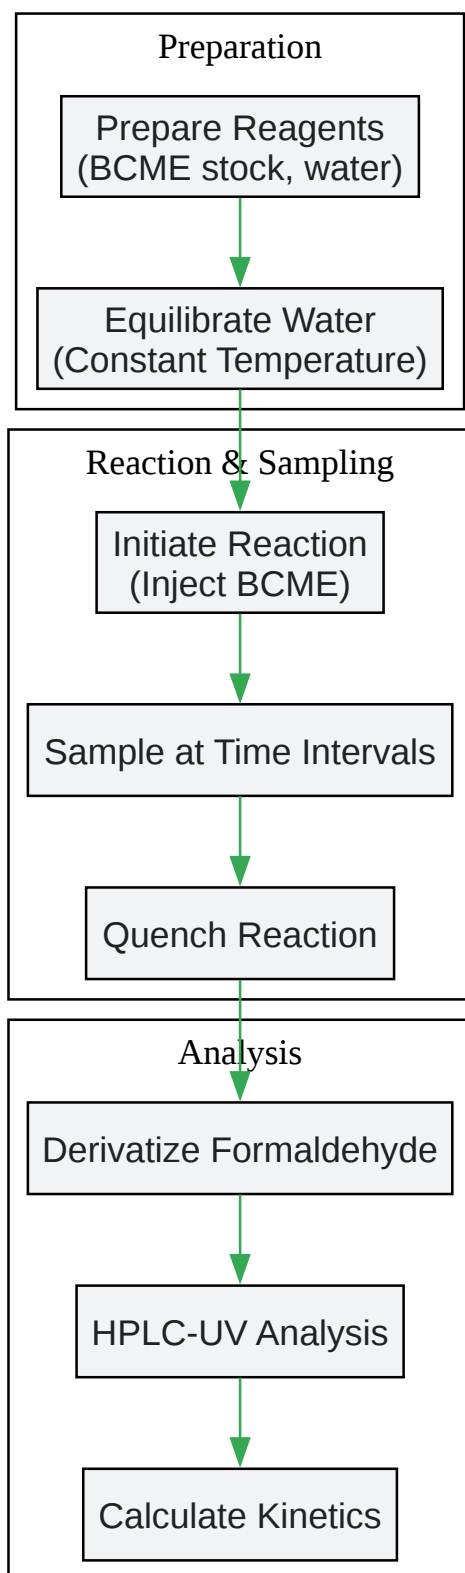 Preparation
Prepare Reagents
(BCME stock, water)
Equilibrate Water
(Constant Temperature)
Reaction & Sampling
Initiate Reaction
(Inject BCME)
Sample at Time Intervals
Quench Reaction
Analysis
Derivatize Formaldehyde
HPLC-UV Analysis
Calculate Kinetics